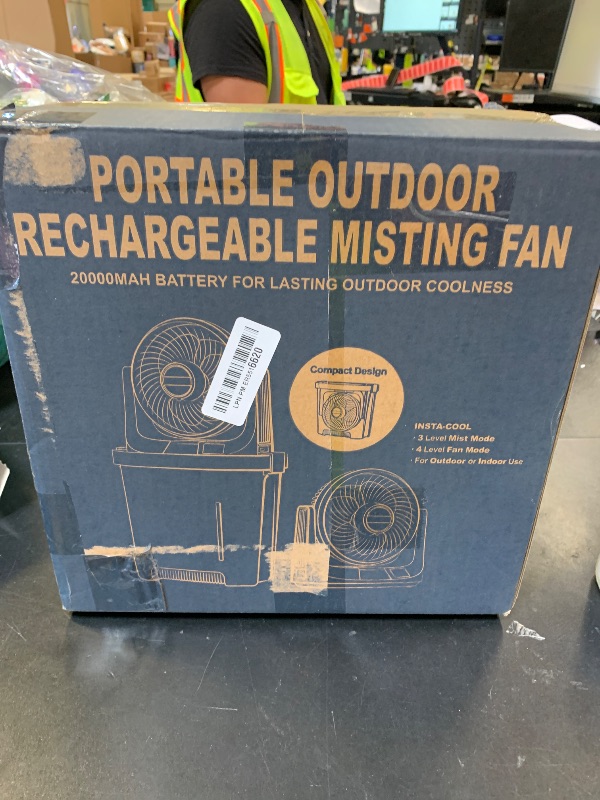 PORTABLE OUTDOOR
RECHARGEABLE MISTING FAN
20000MAH BATTERY FOR LASTING OUTDOOR COOLNESS
Compact Design
INSTA-COOL
· 3 Level Mist Mode
· 4 Level Fan Mode
· For Outdoor or Indoor Use